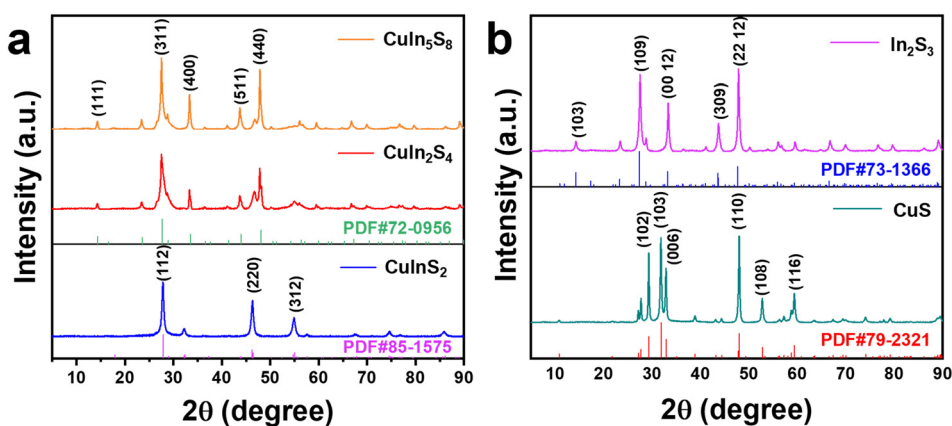 a
CuIn₅S₈
(111)
(311)
(400)
(511)
(440)
CuIn₂S₄
PDF#72-0956
CuInS₂
(112)
(220)
(312)
PDF#85-1575
10 20 30 40 50 60 70 80 90
2θ (degree)
Intensity (a.u.)
b
In₂S₃
(103)
(109)
(00 12)
(309)
(22 12)
PDF#73-1366
CuS
(102)
(103)
(006)
(110)
(108)
(116)
PDF#79-2321
10 20 30 40 50 60 70 80 90
2θ (degree)
Intensity (a.u.)